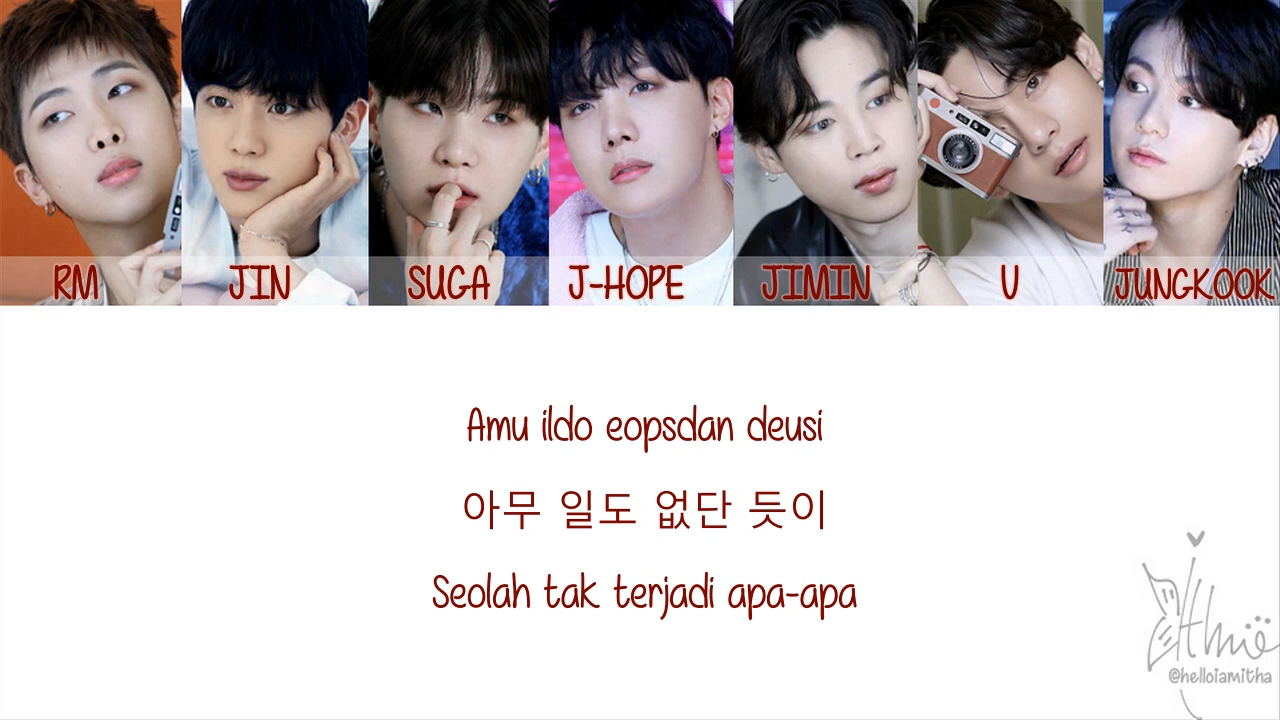 RM JIN SUGA J-HOPE JIMIN V JUNGKOOK
Amu ildo eopsdan deusi
아무 일도 없단 듯이
Seolah tak terjadi apa-apa
@helloiamitha